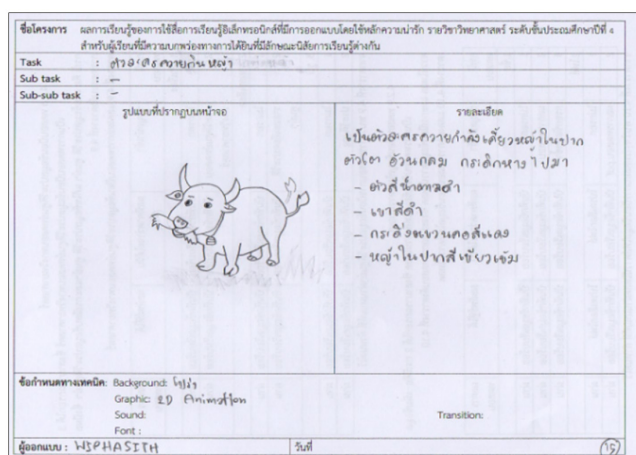 ชื่อโครงการ ผลการเรียนรู้ของการใช้สื่อการเรียนรู้อิเล็กทรอนิกส์ที่มีการออกแบบโดยใช้หลักความน่ารัก รายวิชาวิทยาศาสตร์ ระดับชั้นประถมศึกษาปีที่ ๔
สำหรับผู้เรียนที่มีความบกพร่องทางการได้ยินที่มีลักษณะนิสัยการเรียนรู้ต่างกัน
Task : ตัวละครควายกินหญ้า
Sub task : -
Sub-sub task : -
รูปแบบที่ปรากฏบนหน้าจอ
รายละเอียด
เป็นตัวละครควายกำลังเคี้ยวหญ้าในปาก
ตัวโต อ้วนกลม กระดิกหางไปมา
- ตัวสีน้ำตาลดำ
- เขาสีดำ
- กระดิ่งแขวนคอสีแดง
- หญ้าในปากสีเขียวเข้ม
ข้อกำหนดทางเทคนิค: Background: โปร่ง
Graphic: 2D Animation
Sound: Transition:
Font :
ผู้ออกแบบ : WIPHASITH วันที่ 15